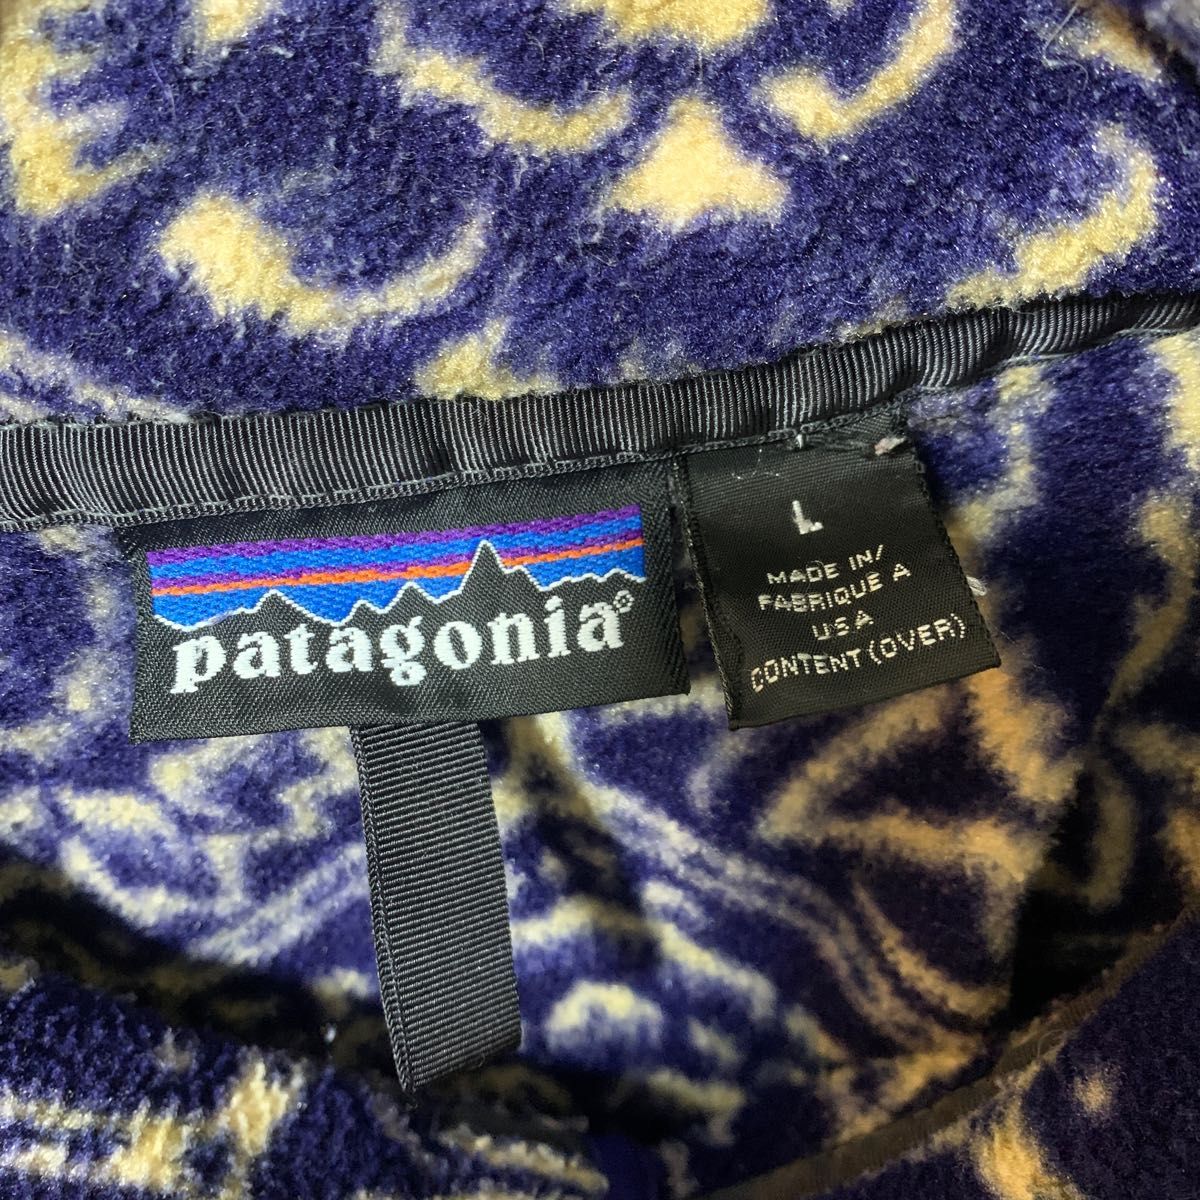 patagonia®
L
MADE IN/
FABRIQUE A
USA
CONTENT (OVER)